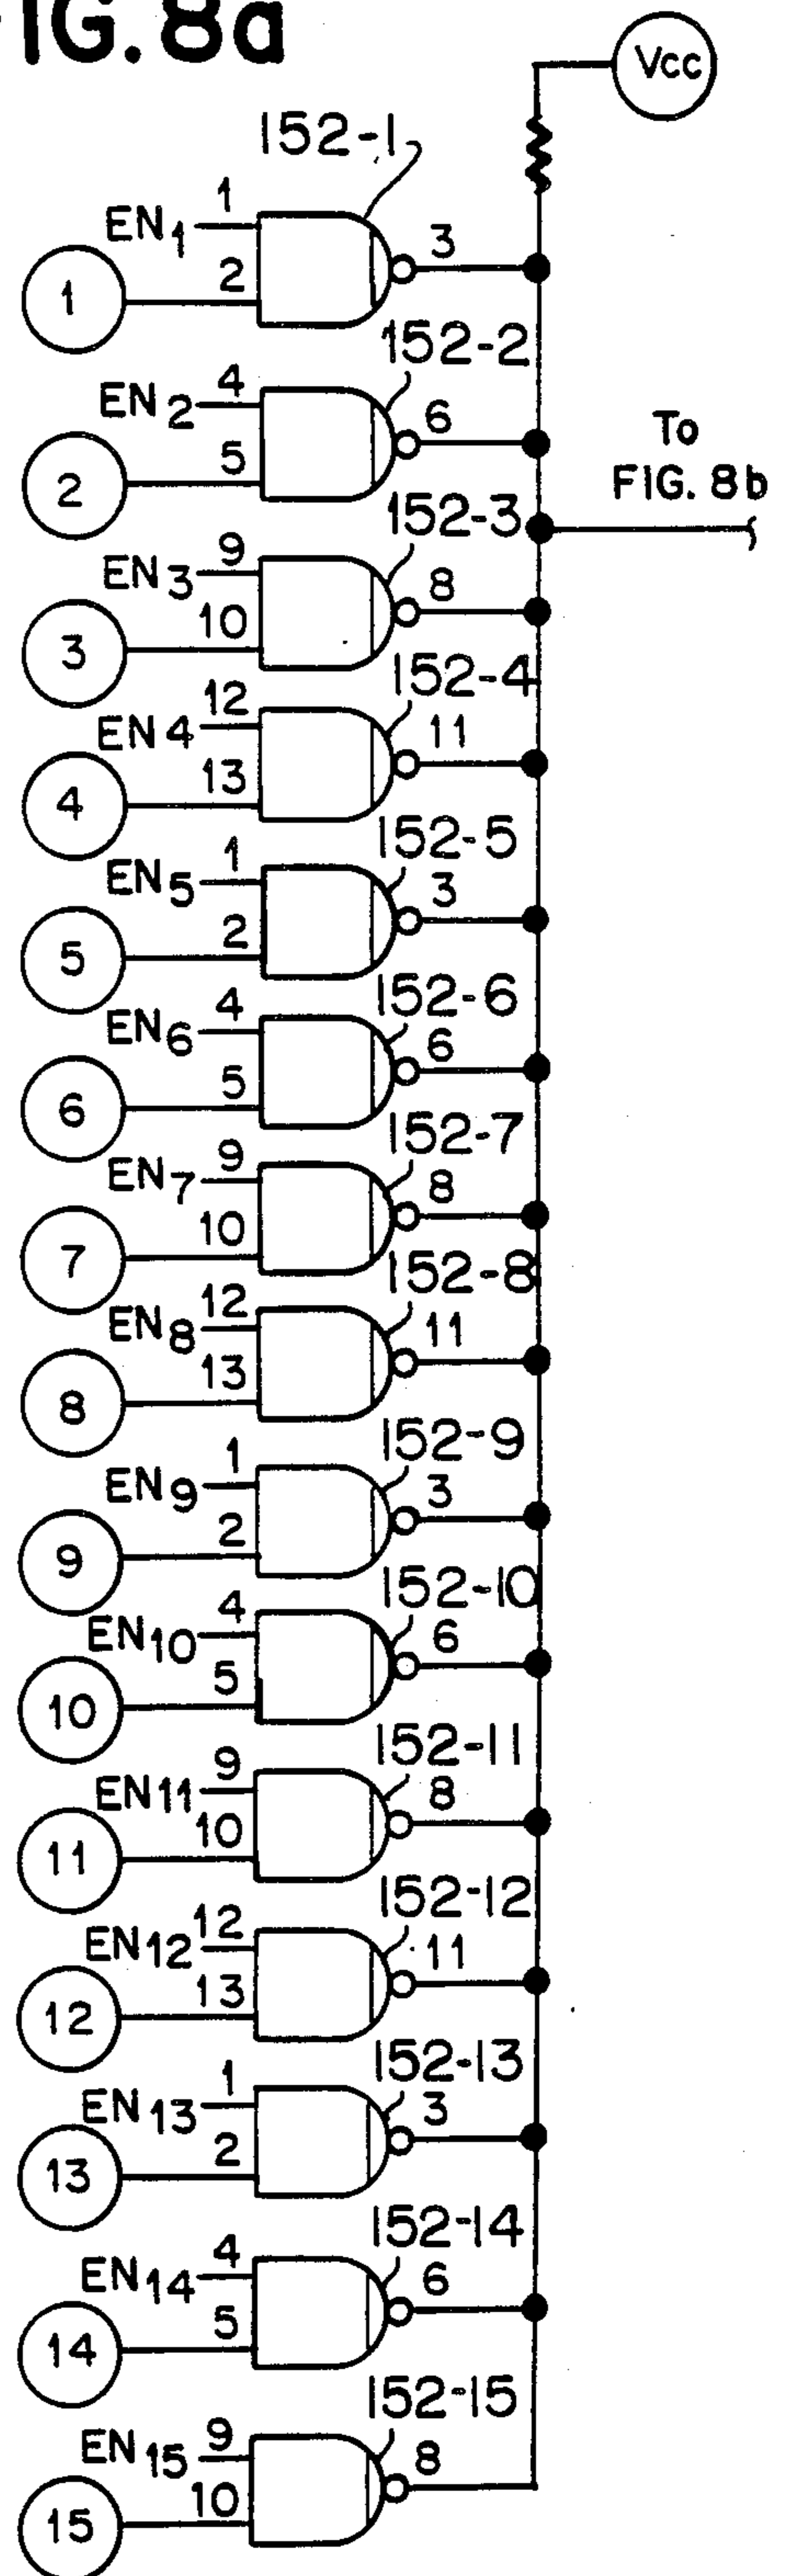 FIG. 8a
Vcc
152-1
EN1 1 3
1 2
152-2
EN2 4 6
2 5
To
FIG. 8b
152-3
EN3 9 8
3 10
152-4
EN4 12 11
4 13
152-5
EN5 1 3
5 2
152-6
EN6 4 6
6 5
152-7
EN7 9 8
7 10
152-8
EN8 12 11
8 13
152-9
EN9 1 3
9 2
152-10
EN10 4 6
10 5
152-11
EN11 9 8
11 10
152-12
EN12 12 11
12 13
152-13
EN13 1 3
13 2
152-14
EN14 4 6
14 5
152-15
EN15 9 8
15 10